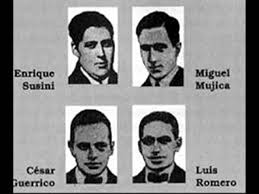 Enrique
Susini
Miguel
Mujica
César
Guerrico
Luis
Romero